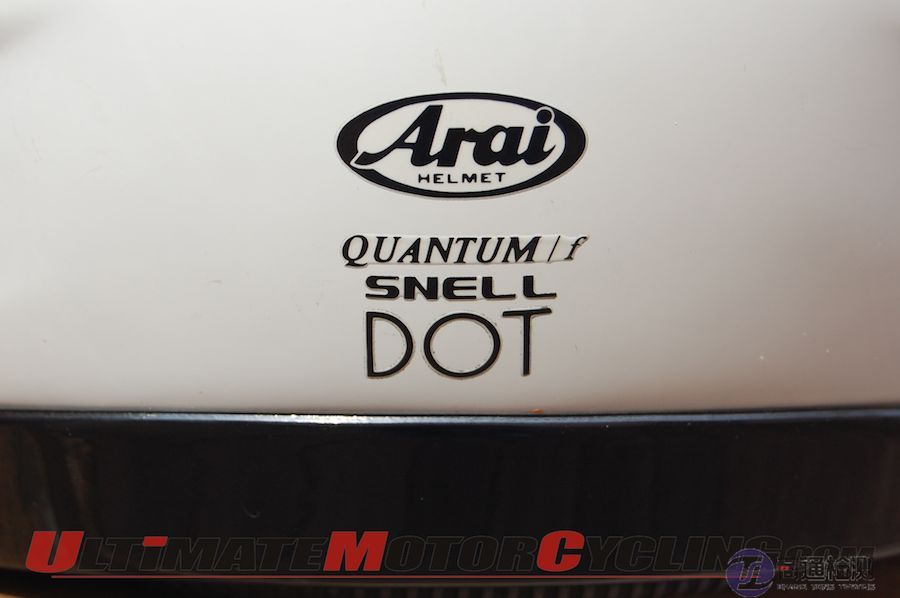 Arai
HELMET
QUANTUM/f
SNELL
DOT
ULTIMATEMOTORCYCLING.com